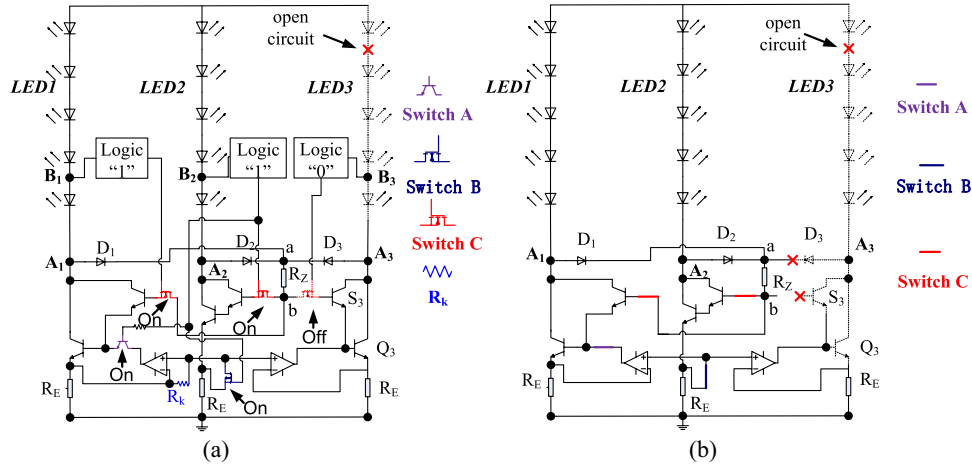 open
circuit
LED1
LED2
LED3
Switch A
Switch B
Switch C
Rk
Logic
"1"
Logic
"1"
Logic
"0"
B1
B2
B3
A1
D1
D2
a
D3
A3
A2
RZ
S3
b
On
On
Off
On
Q3
RE
Rk
RE
On
RE
(a)
open
circuit
LED1
LED2
LED3
Switch A
Switch B
Switch C
A1
D1
D2
a
D3
A3
A2
RZ
S3
b
Q3
RE
RE
RE
(b)